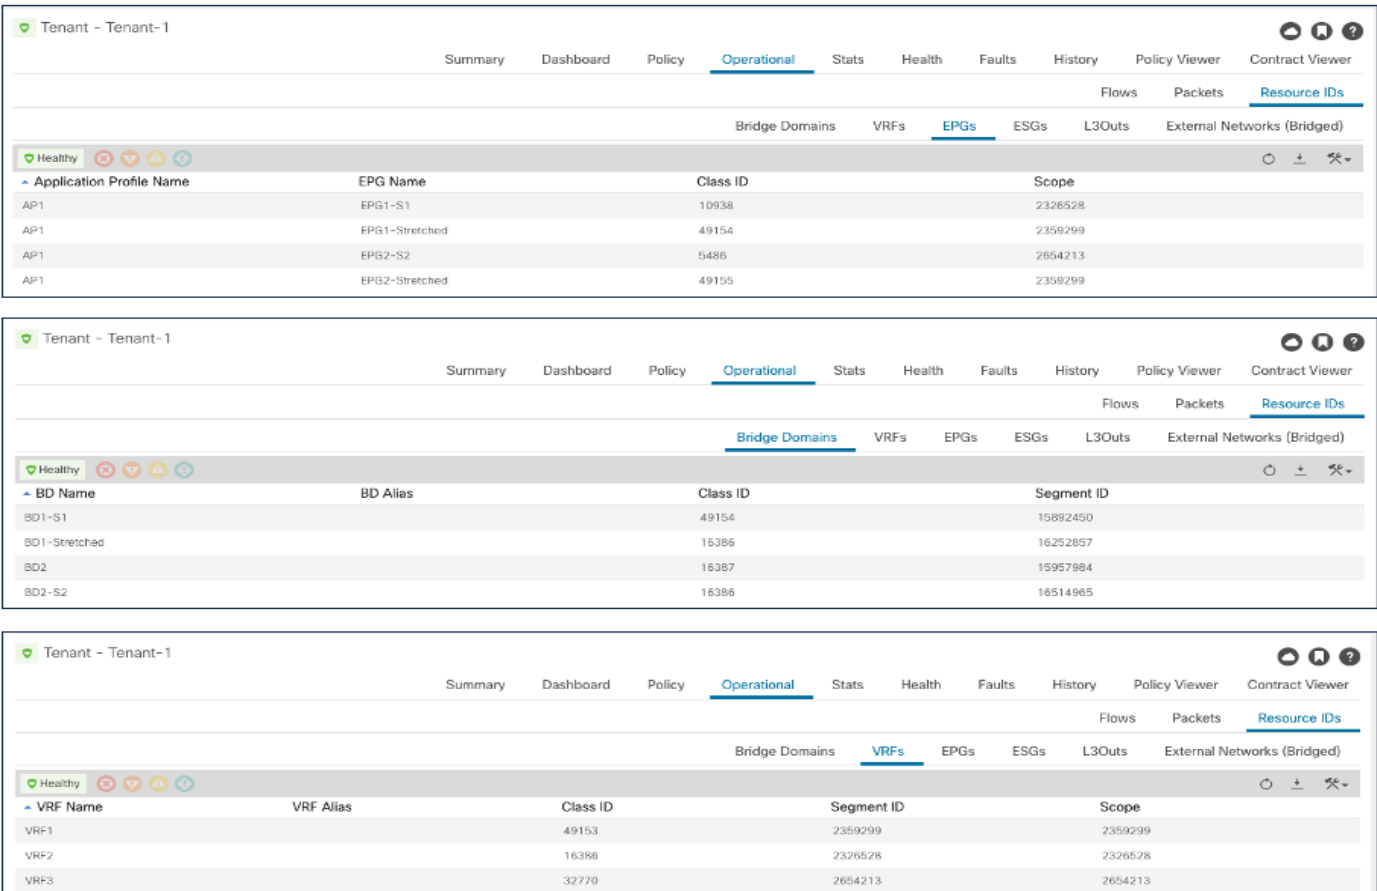 Tenant - Tenant-1
Summary Dashboard Policy Operational Stats Health Faults History Policy Viewer Contract Viewer
Flows Packets Resource IDs
Bridge Domains VRFs EPGs ESGs L3Outs External Networks (Bridged)
Healthy
Application Profile Name EPG Name Class ID Scope
AP1 EPG1-S1 10938 2326528
AP1 EPG1-Stretched 49154 2359299
AP1 EPG2-S2 5486 2654213
AP1 EPG2-Stretched 49155 2359299
Tenant - Tenant-1
Summary Dashboard Policy Operational Stats Health Faults History Policy Viewer Contract Viewer
Flows Packets Resource IDs
Bridge Domains VRFs EPGs ESGs L3Outs External Networks (Bridged)
Healthy
BD Name BD Alias Class ID Segment ID
BD1-S1 49154 15892450
BD1-Stretched 16386 16252857
BD2 16387 15957984
BD2-S2 16386 16514965
Tenant - Tenant-1
Summary Dashboard Policy Operational Stats Health Faults History Policy Viewer Contract Viewer
Flows Packets Resource IDs
Bridge Domains VRFs EPGs ESGs L3Outs External Networks (Bridged)
Healthy
VRF Name VRF Alias Class ID Segment ID Scope
VRF1 49153 2359299 2359299
VRF2 16386 2326528 2326528
VRF3 32770 2654213 2654213